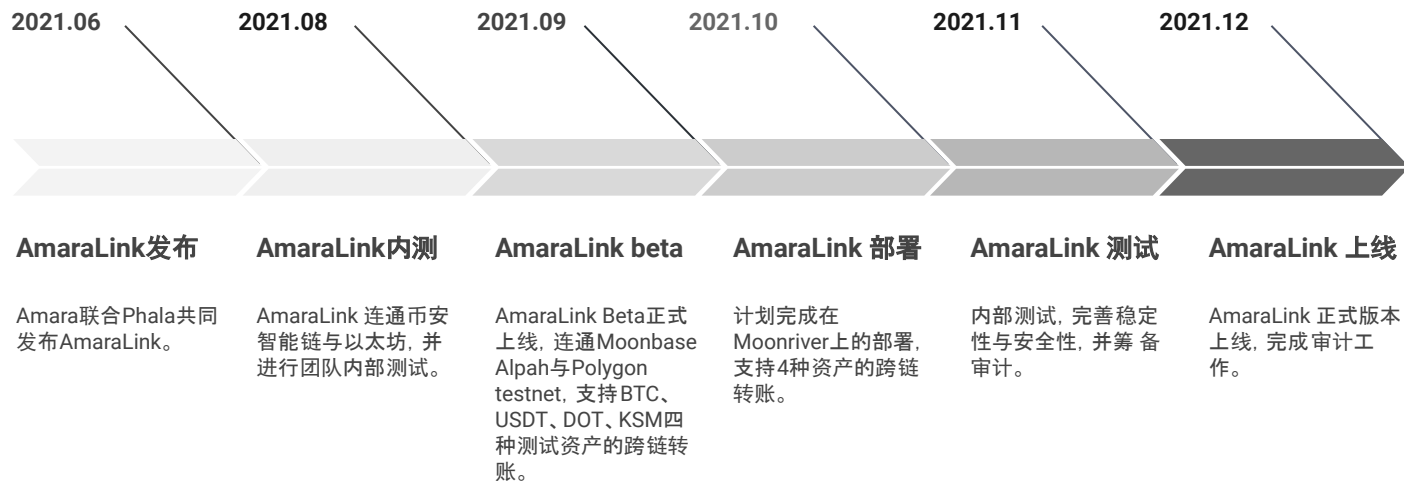 2021.06
2021.08
2021.09
2021.10
2021.11
2021.12
AmaraLink发布
Amara联合Phala共同
发布AmaraLink。
AmaraLink内测
AmaraLink 连通币安
智能链与以太坊, 并
进行团队内部测试。
AmaraLink beta
AmaraLink Beta正式
上线, 连通Moonbase
Alpah与Polygon
testnet, 支持BTC、
USDT、DOT、KSM四
种测试资产的跨链转
账。
AmaraLink 部署
计划完成在
Moonriver上的部署,
支持4种资产的跨链
转账。
AmaraLink 测试
内部测试, 完善稳定
性与安全性, 并筹 备
审计。
AmaraLink 上线
AmaraLink 正式版本
上线, 完成审计工
作。